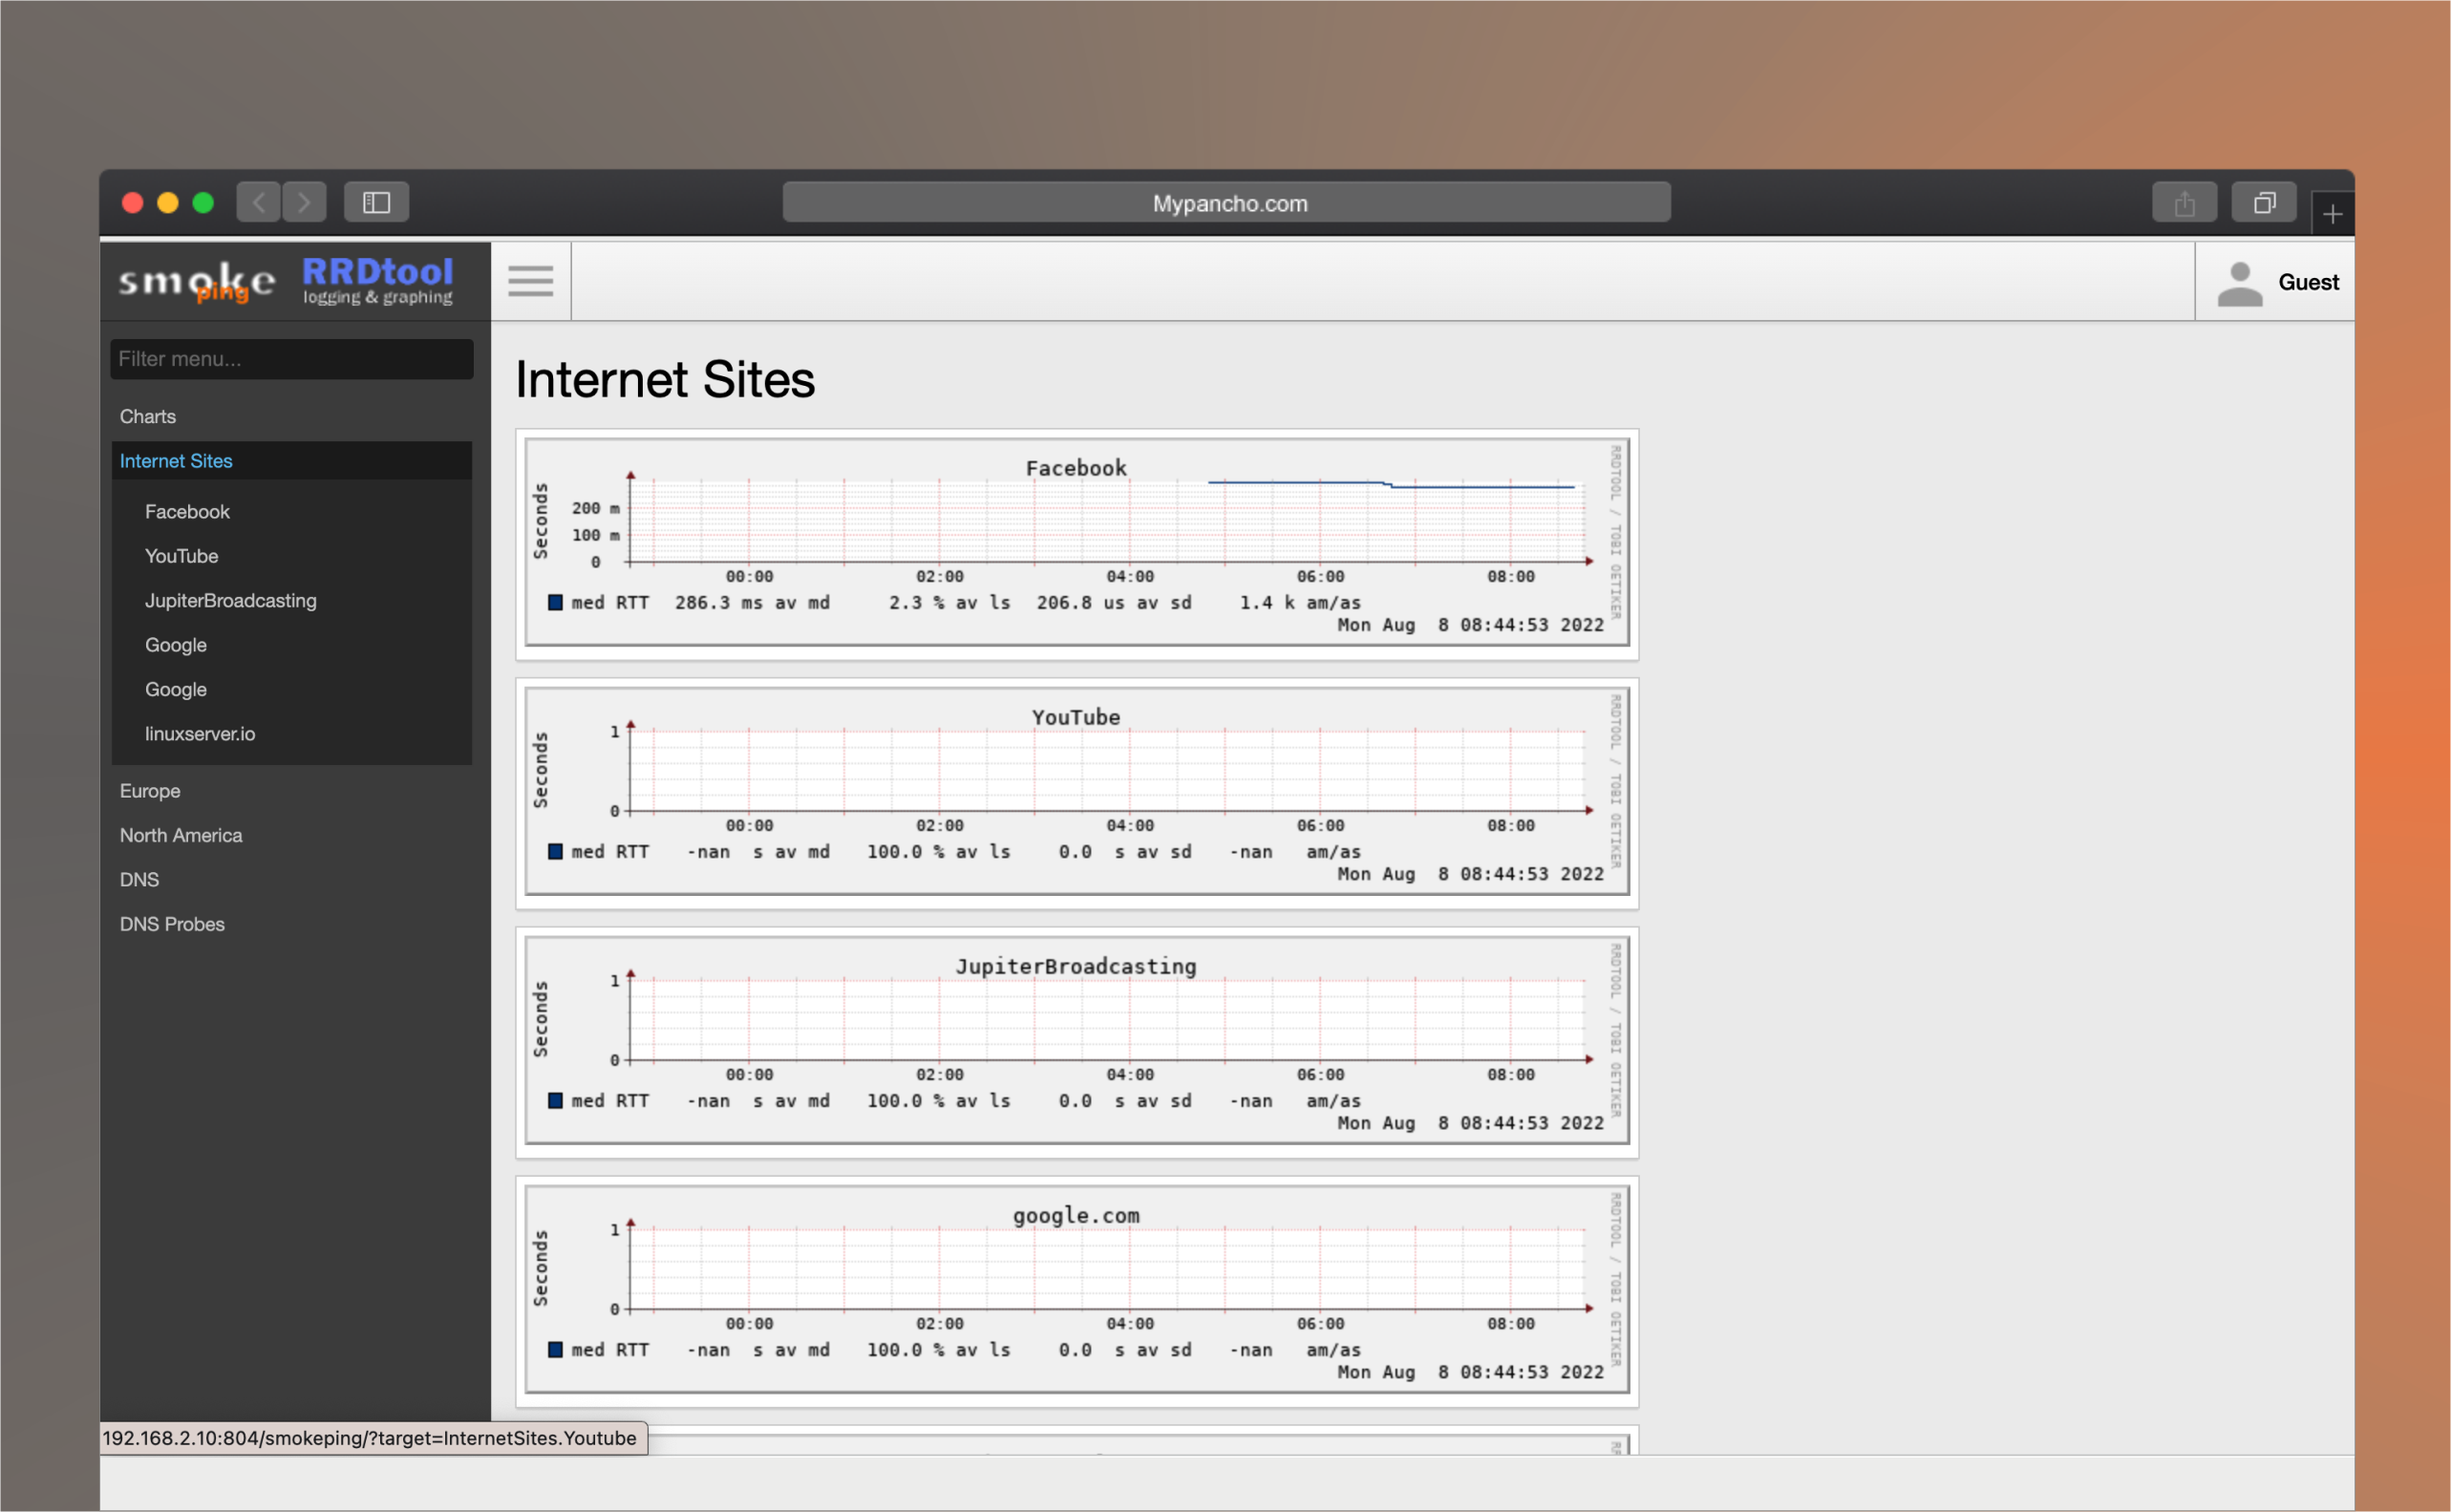 Mypancho.com
smokeping
RRDtool
logging & graphing
Guest
Filter menu...
Charts
Internet Sites
Facebook
YouTube
JupiterBroadcasting
Google
Google
linuxserver.io
Europe
North America
DNS
DNS Probes
Internet Sites
Facebook
Seconds
200 m
100 m
0
00:00 02:00 04:00 06:00 08:00
med RTT 286.3 ms av md 2.3 % av ls 206.8 us av sd 1.4 k am/as
Mon Aug 8 08:44:53 2022
RRDTOOL / TOBI OETIKER
YouTube
Seconds
1
0
00:00 02:00 04:00 06:00 08:00
med RTT -nan s av md 100.0 % av ls 0.0 s av sd -nan am/as
Mon Aug 8 08:44:53 2022
RRDTOOL / TOBI OETIKER
JupiterBroadcasting
Seconds
1
0
00:00 02:00 04:00 06:00 08:00
med RTT -nan s av md 100.0 % av ls 0.0 s av sd -nan am/as
Mon Aug 8 08:44:53 2022
RRDTOOL / TOBI OETIKER
google.com
Seconds
1
0
00:00 02:00 04:00 06:00 08:00
med RTT -nan s av md 100.0 % av ls 0.0 s av sd -nan am/as
Mon Aug 8 08:44:53 2022
RRDTOOL / TOBI OETIKER
192.168.2.10:804/smokeping/?target=InternetSites.Youtube